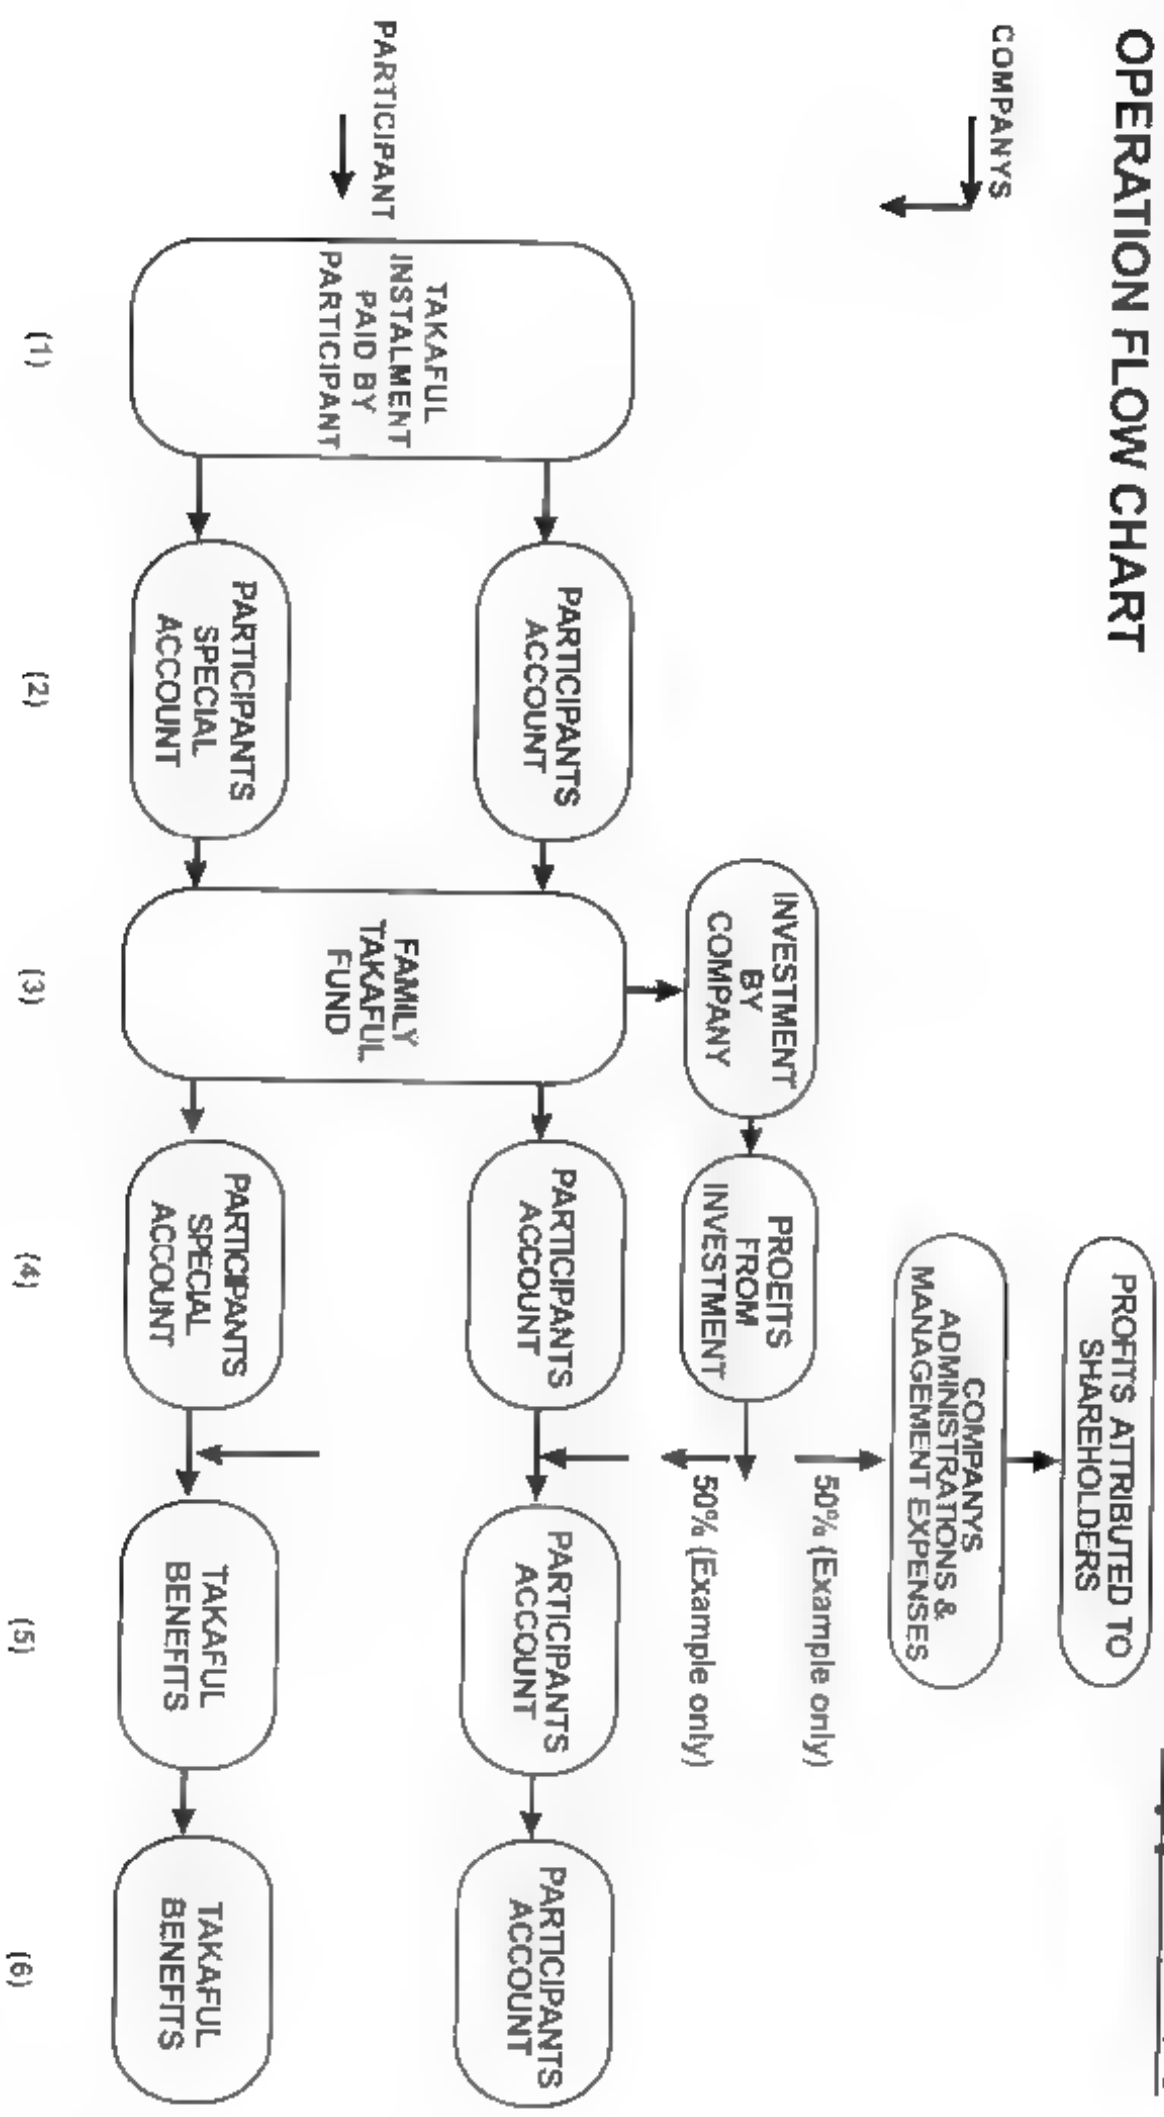 OPERATION FLOW CHART
COMPANYS
PROFITS ATTRIBUTED TO
SHAREHOLDERS
COMPANYS
ADMINISTRATIONS &
MANAGEMENT EXPENSES
50% (Example only)
INVESTMENT
BY
COMPANY
PROEITS
FROM
INVESTMENT
50% (Example only)
PARTICIPANT
TAKAFUL
INSTALMENT
PAID BY
PARTICIPANT
PARTICIPANTS
ACCOUNT
PARTICIPANTS
SPECIAL
ACCOUNT
FAMILY
TAKAFUL
FUND
PARTICIPANTS
ACCOUNT
PARTICIPANTS
SPECIAL
ACCOUNT
PARTICIPANTS
ACCOUNT
TAKAFUL
BENEFITS
PARTICIPANTS
ACCOUNT
TAKAFUL
BENEFITS
(1)
(2)
(3)
(4)
(5)
(6)